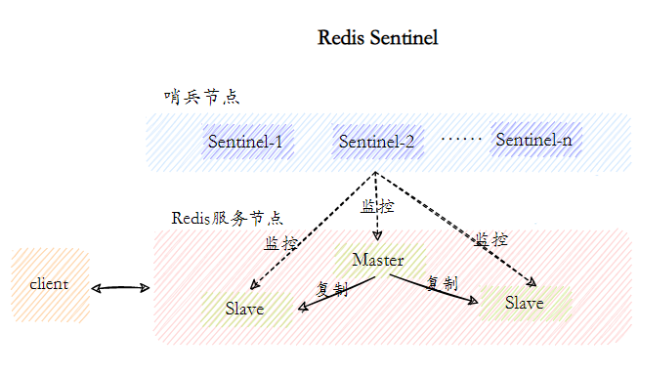 Redis Sentinel
哨兵节点
Sentinel-1
Sentinel-2
······
Sentinel-n
监控
Redis服务节点
监控
监控
Master
client
复制
复制
Slave
Slave